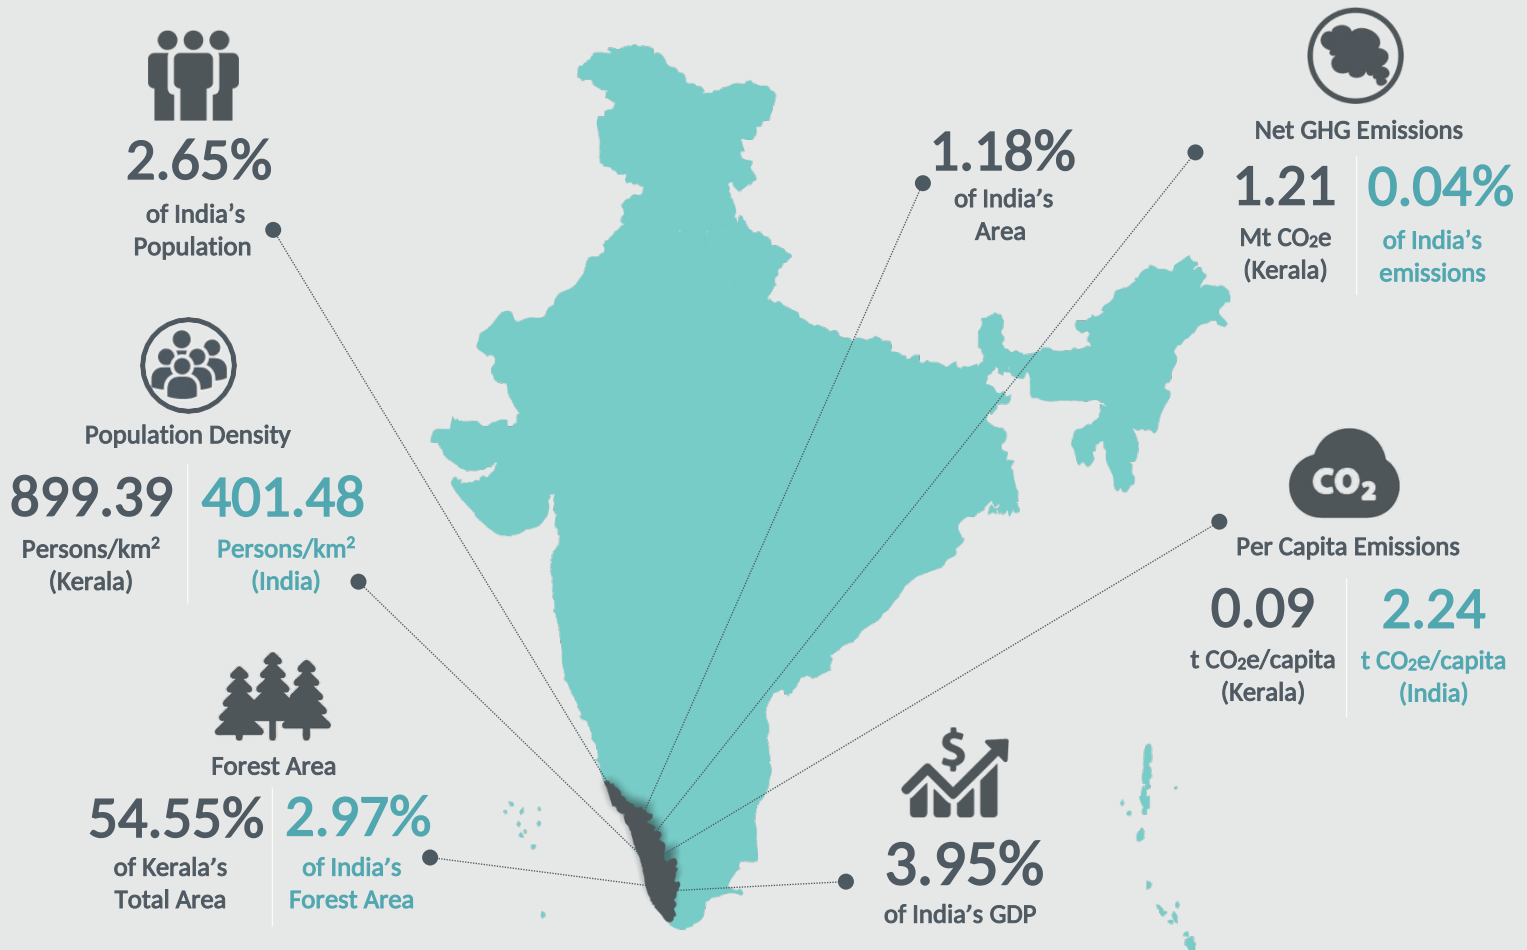 2.65%
of India's
Population
Population Density
899.39
Persons/km²
(Kerala)
401.48
Persons/km²
(India)
Forest Area
54.55%
of Kerala's
Total Area
2.97%
of India's
Forest Area
1.18%
of India's
Area
Net GHG Emissions
1.21
Mt CO₂e
(Kerala)
0.04%
of India's
emissions
CO₂
Per Capita Emissions
0.09
t CO₂e/capita
(Kerala)
2.24
t CO₂e/capita
(India)
$
3.95%
of India's GDP